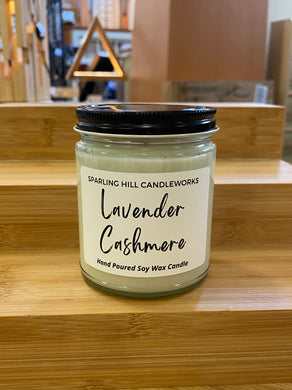 SPARLING HILL CANDLEWORKS
Lavender
Cashmere
Hand Poured Soy Wax Candle